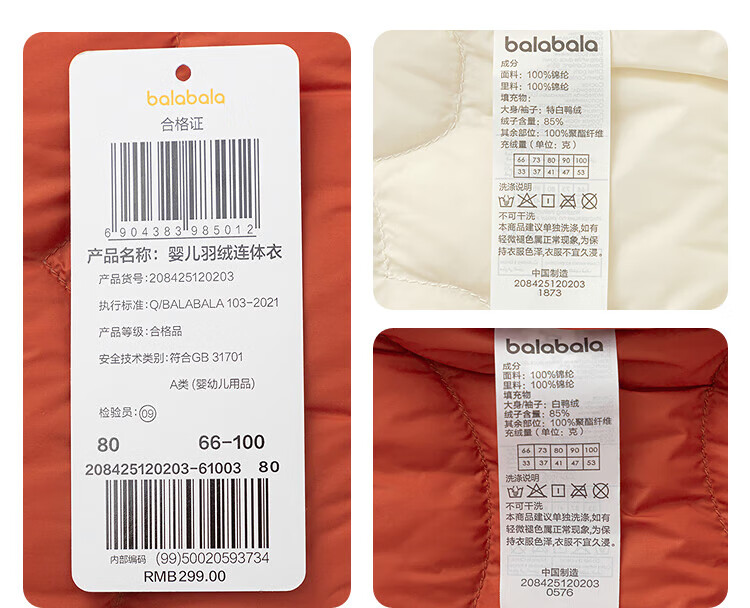 balabala
合格证
6 904383 985012
产品名称：婴儿羽绒连体衣
产品货号：208425120203
执行标准：Q/BALABALA 103-2021
产品等级：合格品
安全技术类别：符合GB 31701
A类 (婴幼儿用品)
检验员：09
80 66-100
208425120203-61003 80
内部编码 (99)50020593734
RMB299.00
balabala
成分
面料：100%锦纶
里料：100%锦纶
填充物：
大身/袖子：特白鸭绒
绒子含量：85%
其余部位：100%聚酯纤维
充绒量（单位：克）
66 73 80 90 100
33 37 41 47 53
洗涤说明
不可干洗
本商品建议单独洗涤,如有
轻微褪色属正常现象,为保
持衣服色泽,衣服不宜久浸。
中国制造
208425120203
1873
balabala
成分
面料：100%锦纶
里料：100%锦纶
填充物
大身/袖子：白鸭绒
绒子含量：85%
其余部位：100%聚酯纤维
充绒量（单位：克）
66 73 80 90 100
33 37 41 47 53
洗涤说明
不可干洗
本商品建议单独洗涤,如有
轻微褪色属正常现象,为保
持衣服色泽,衣服不宜久浸。
中国制造
208425120203
0576